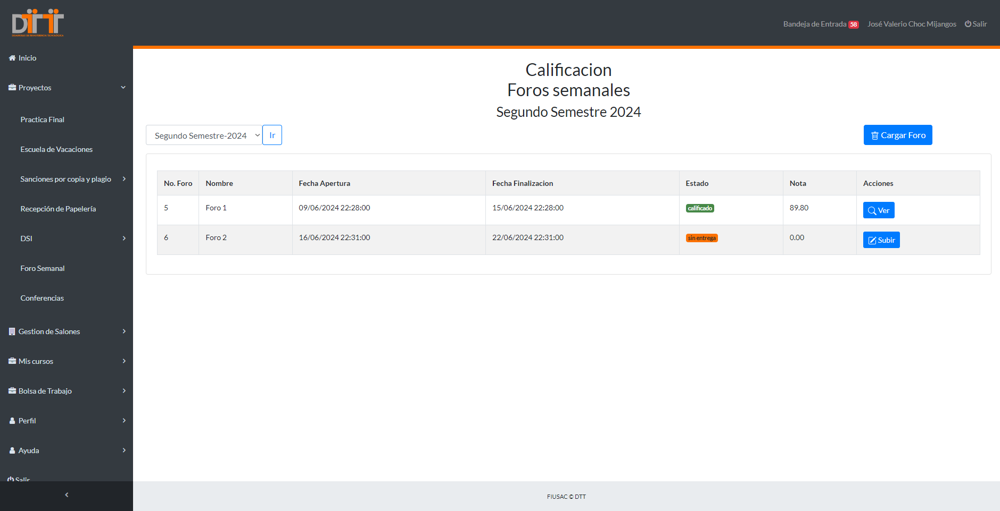 DTT
DESARROLLO DE TRANSFERENCIA TECNOLÓGICA
Bandeja de Entrada 58 José Valerio Choc Mijangos Salir
Inicio
Proyectos
Practica Final
Escuela de Vacaciones
Sanciones por copia y plagio
Recepción de Papelería
DSI
Foro Semanal
Conferencias
Gestion de Salones
Mis cursos
Bolsa de Trabajo
Perfil
Ayuda
Salir
Calificacion
Foros semanales
Segundo Semestre 2024
Segundo Semestre-2024 Ir Cargar Foro
No. Foro Nombre Fecha Apertura Fecha Finalizacion Estado Nota Acciones
5 Foro 1 09/06/2024 22:28:00 15/06/2024 22:28:00 calificado 89.80 Ver
6 Foro 2 16/06/2024 22:31:00 22/06/2024 22:31:00 sin entrega 0.00 Subir
FIUSAC © DTT